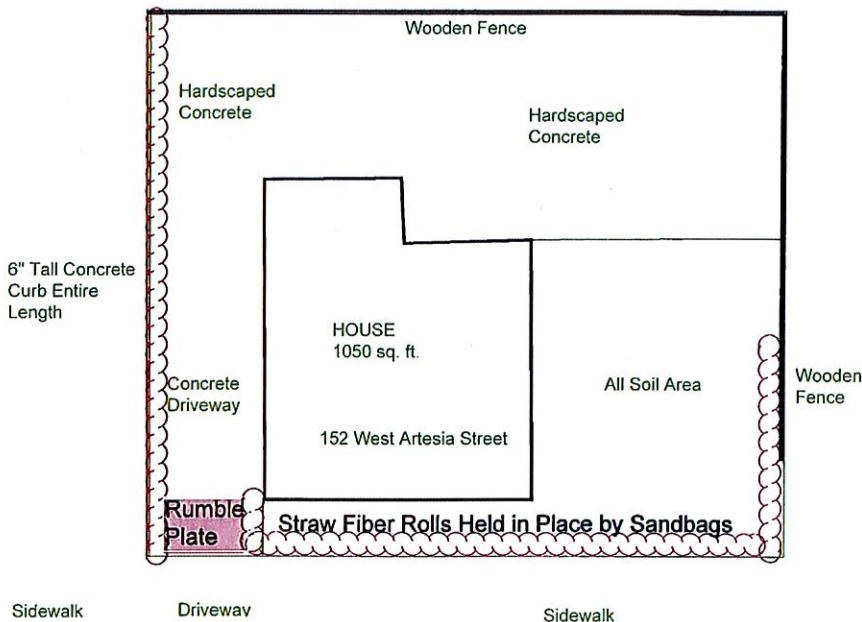 Wooden Fence
Hardscaped
Concrete
Hardscaped
Concrete
6" Tall Concrete
Curb Entire
Length
HOUSE
1050 sq. ft.
Concrete
Driveway
All Soil Area
Wooden
Fence
152 West Artesia Street
Rumble
Plate
Straw Fiber Rolls Held in Place by Sandbags
Sidewalk
Driveway
Sidewalk